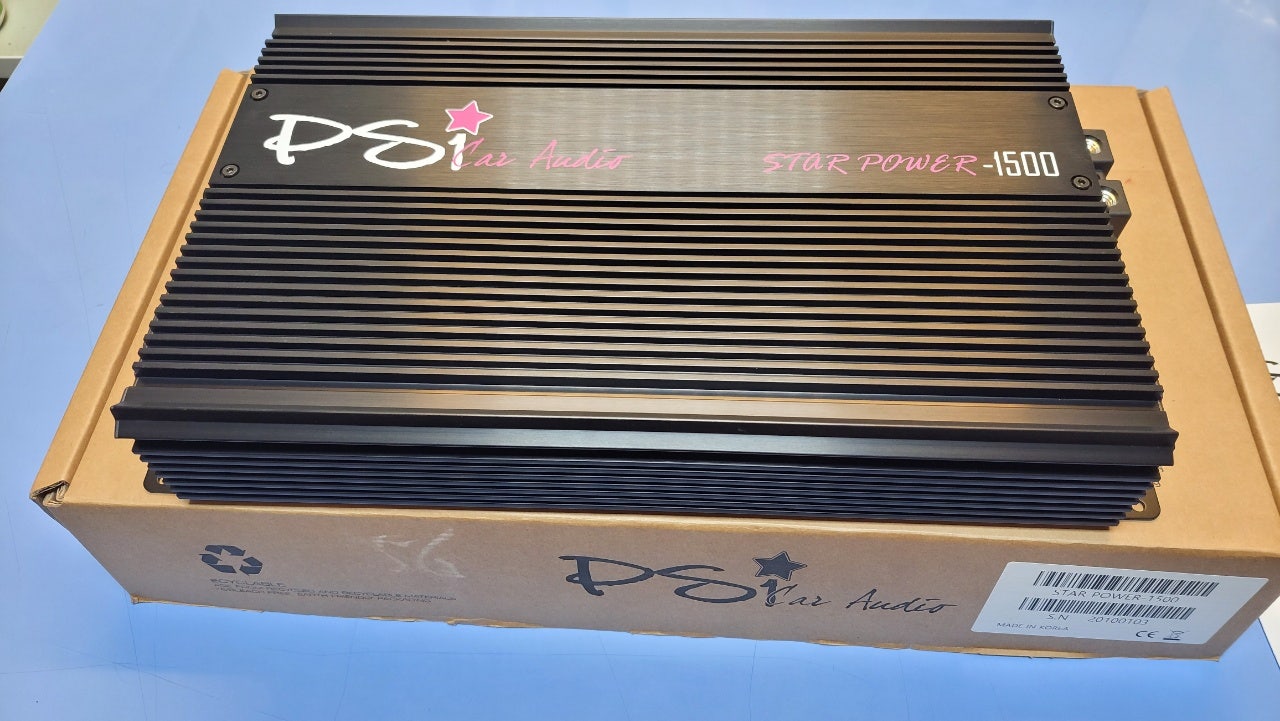 PSi Car Audio
STAR POWER-1500
56
PSi Car Audio
STAR POWER-1500
S.N 20100103
MADE IN KOREA
CE